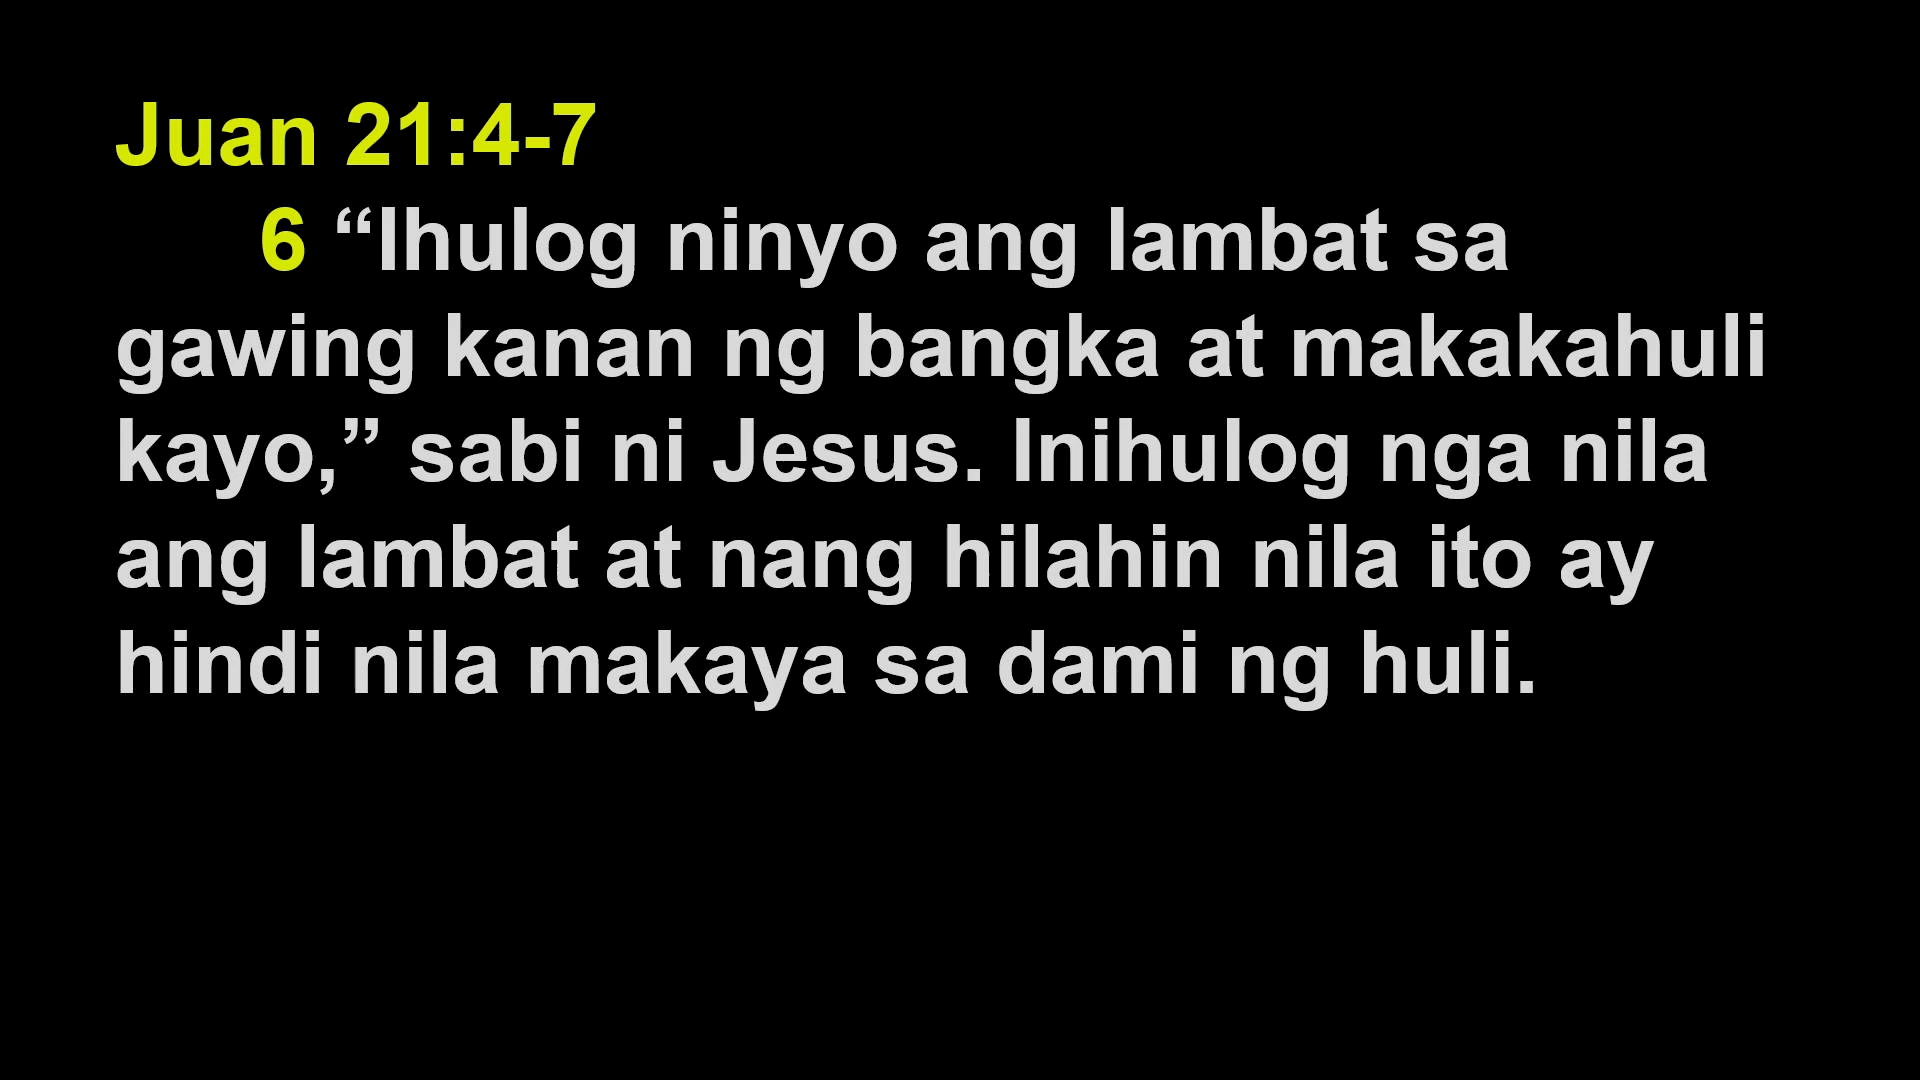 Juan 21:4-7
6 “Ihulog ninyo ang lambat sa
gawing kanan ng bangka at makakahuli
kayo,” sabi ni Jesus. Inihulog nga nila
ang lambat at nang hilahin nila ito ay
hindi nila makaya sa dami ng huli.